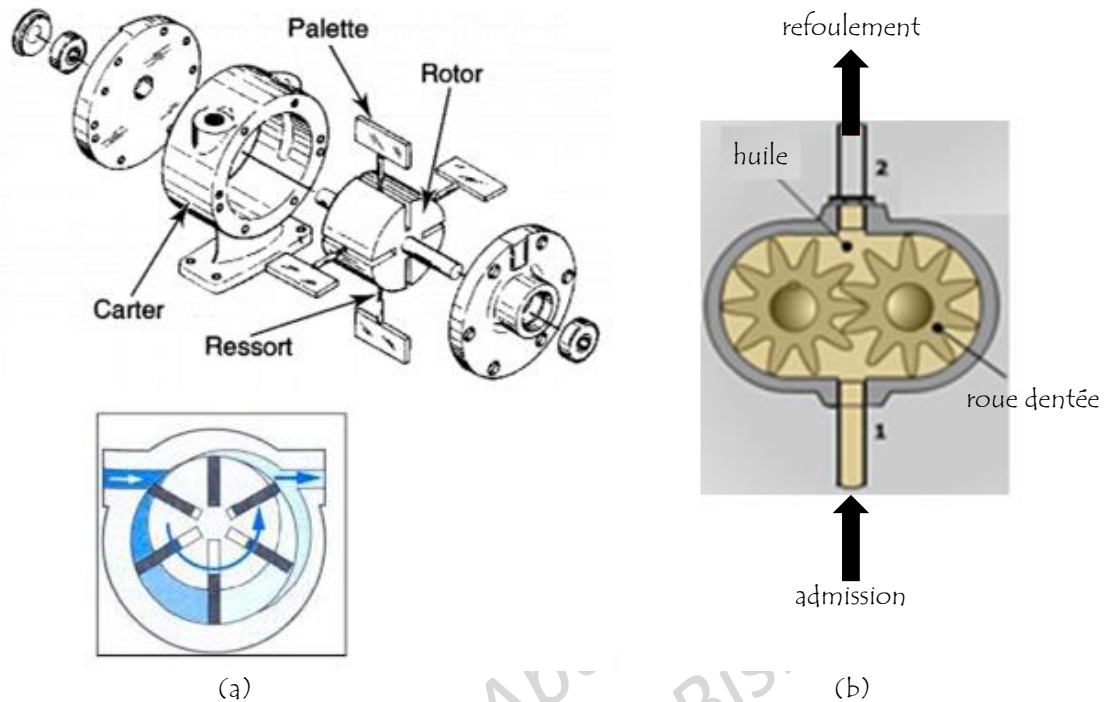 Palette
Rotor
Carter
Ressort
(a)
refoulement
huile
2
roue dentée
1
admission
(b)